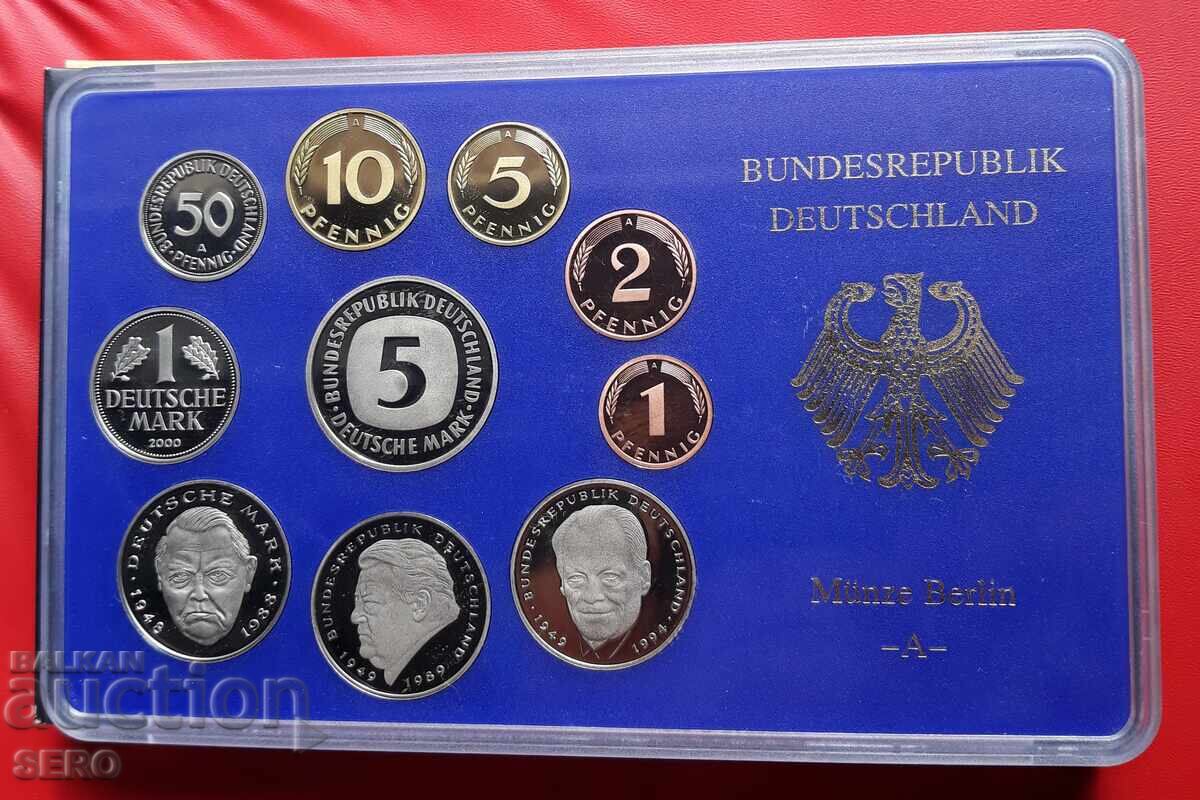 BUNDESREPUBLIK
DEUTSCHLAND
Münze Berlin
-A-
BUNDESREPUBLIK DEUTSCHLAND
50
A
PFENNIG
A
10
PFENNIG
A
5
PFENNIG
A
2
PFENNIG
A
1
PFENNIG
1
DEUTSCHE
MARK
2000
BUNDESREPUBLIK DEUTSCHLAND
5
DEUTSCHE MARK
DEUTSCHE MARK
1948 1988
BUNDESREPUBLIK DEUTSCHLAND
1949 1989
BUNDESREPUBLIK DEUTSCHLAND
1949 1994
BALKAN
auction
SERO